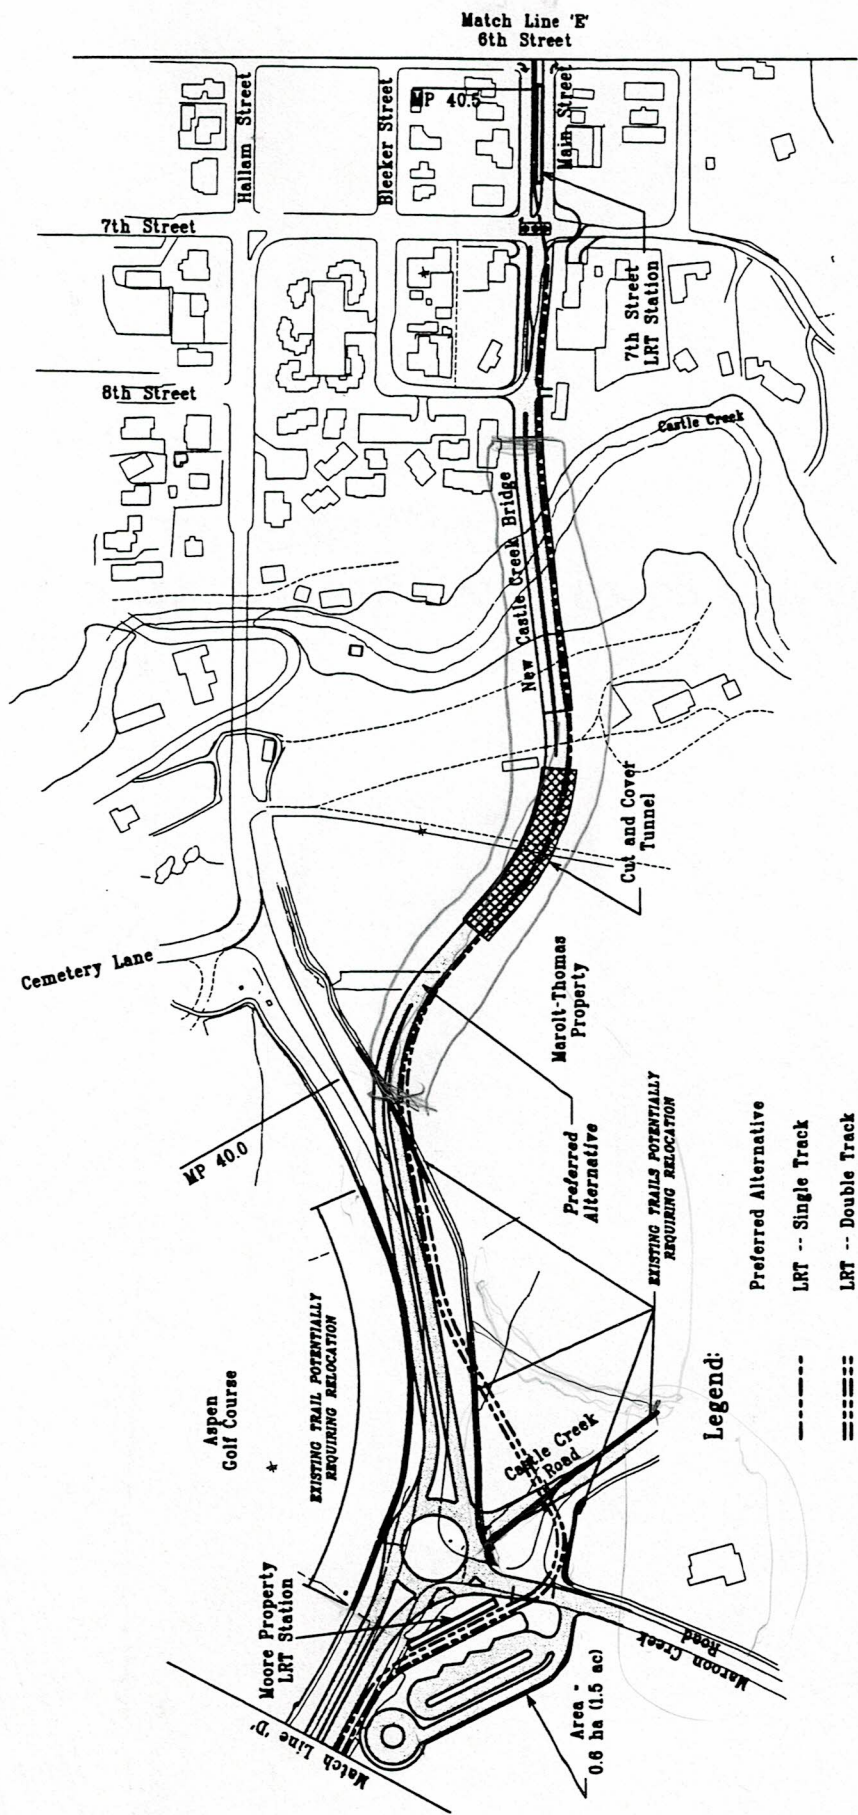 Match Line 'E'
6th Street
Hallam Street
Bleeker Street
MP 40.5
Main Street
7th Street
7th Street
LRT Station
8th Street
Castle Creek
New Castle Creek Bridge
Cut and Cover
Tunnel
Cemetery Lane
Marolt-Thomas
Property
MP 40.0
Preferred
Alternative
EXISTING TRAILS POTENTIALLY
REQUIRING RELOCATION
Aspen
Golf Course
EXISTING TRAIL POTENTIALLY
REQUIRING RELOCATION
Castle Creek
Road
Moore Property
LRT Station
Match Line 'D'
Maroon Creek
Road
Area =
0.6 ha (1.5 ac)
Legend:
Preferred Alternative
LRT -- Single Track
LRT -- Double Track